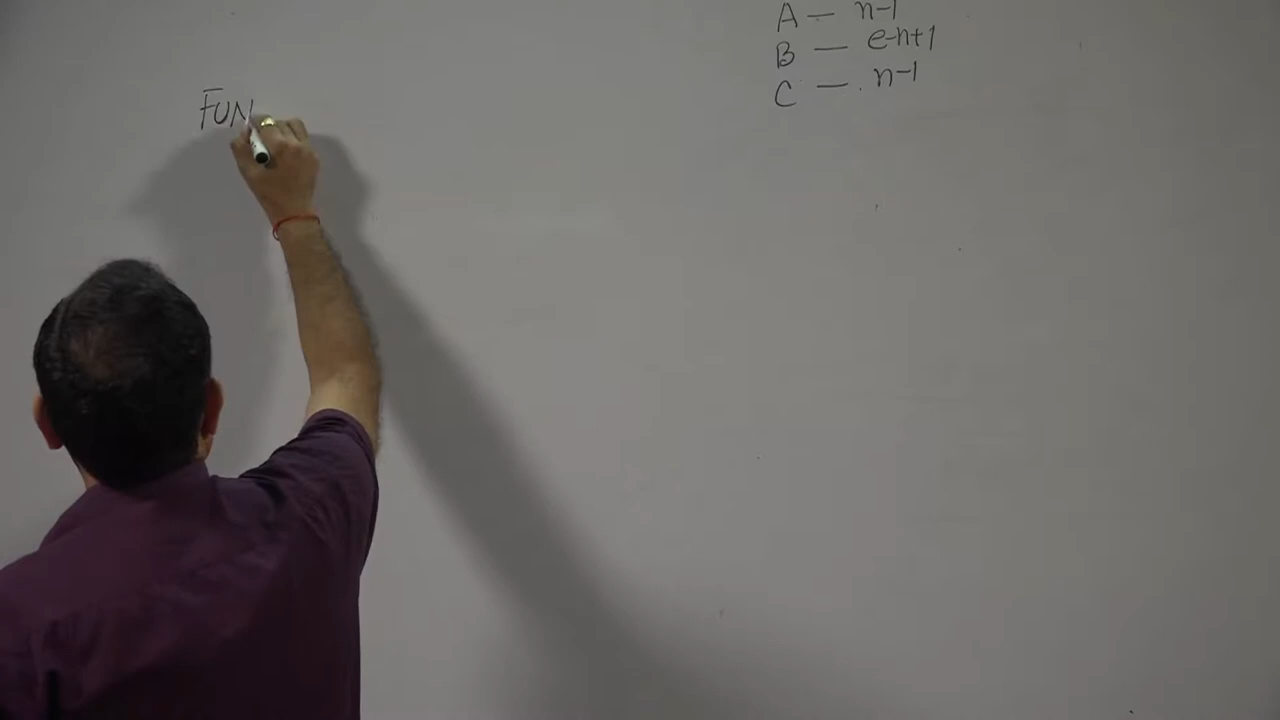 A — n-1
B — e-n+1
C — n-1
FUN